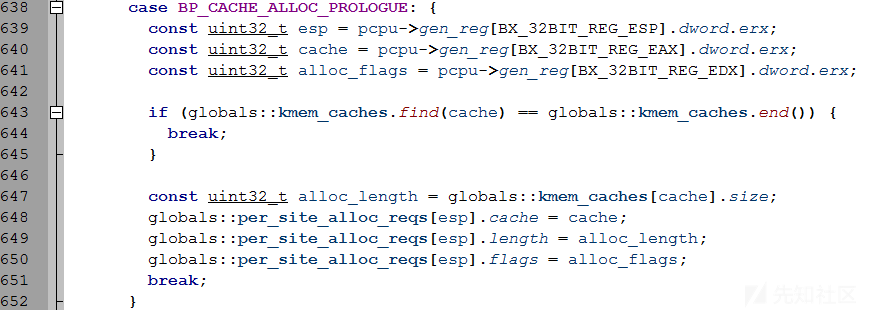 638 case BP_CACHE_ALLOC_PROLOGUE: {
639 const uint32_t esp = pcpu->gen_reg[BX_32BIT_REG_ESP].dword.erx;
640 const uint32_t cache = pcpu->gen_reg[BX_32BIT_REG_EAX].dword.erx;
641 const uint32_t alloc_flags = pcpu->gen_reg[BX_32BIT_REG_EDX].dword.erx;
642
643 if (globals::kmem_caches.find(cache) == globals::kmem_caches.end()) {
644 break;
645 }
646
647 const uint32_t alloc_length = globals::kmem_caches[cache].size;
648 globals::per_site_alloc_reqs[esp].cache = cache;
649 globals::per_site_alloc_reqs[esp].length = alloc_length;
650 globals::per_site_alloc_reqs[esp].flags = alloc_flags;
651 break;
652 }
先知社区